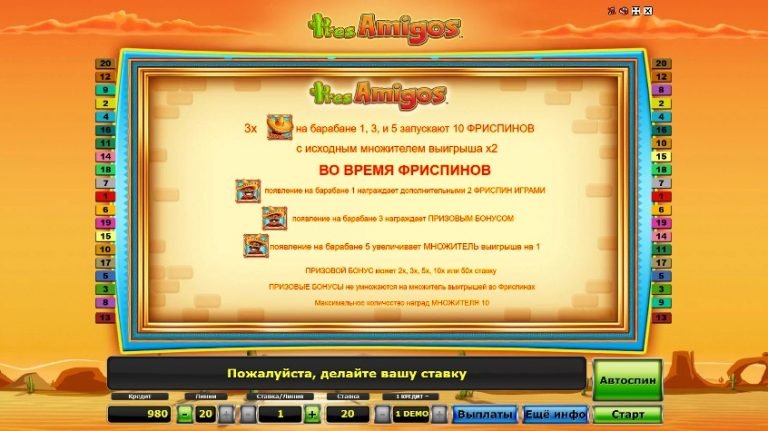 Tres Amigos
Tres Amigos
3x на барабане 1, 3, и 5 запускают 10 ФРИСПИНОВ
с исходным множителем выигрыша x2
ВО ВРЕМЯ ФРИСПИНОВ
появление на барабане 1 награждает дополнительными 2 ФРИСПИН ИГРАМИ
появление на барабане 3 награждает ПРИЗОВЫМ БОНУСОМ
появление на барабане 5 увеличивает МНОЖИТЕЛЬ выигрыша на 1
ПРИЗОВОЙ БОНУС может 2x, 3x, 5x, 10x или 50x ставку
ПРИЗОВЫЕ БОНУСЫ не умножаются на множитель выигрышей во Фриспинах
Максимальное количество наград МНОЖИТЕЛЯ 10
20 20
12 12
9 8
2 2
4 4
16 16
11 15
14 14
18 18
7 7
1 1
6 6
19 19
15
10
17 17
5 5
3 3
8 8
13 13
Пожалуйста, делайте вашу ставку
Автоспин
Кредит Линии Ставка/Линия Ставка 1 КРЕДИТ =
980 - 20 + - 1 + 20 - 1 DEMO + Выплаты Ещё инфо Старт